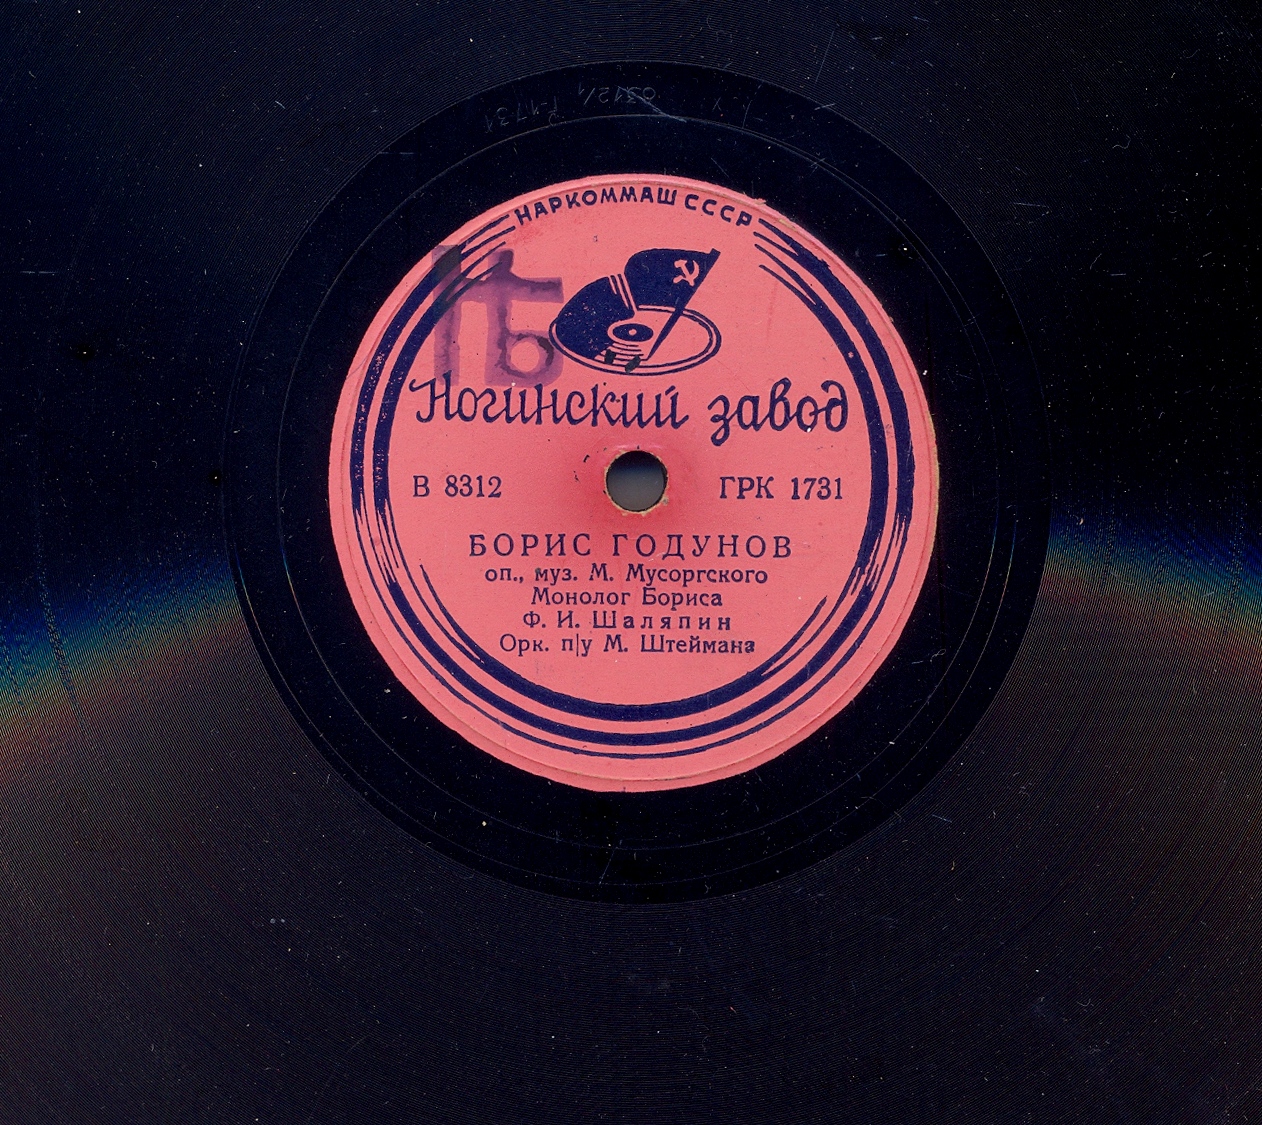 НАРКОММАШ СССР
Ногинский завод
В 8312 ГРК 1731
БОРИС ГОДУНОВ
оп., муз. М. Мусоргского
Монолог Бориса
Ф. И. Шаляпин
Орк. п|у М. Штеймана